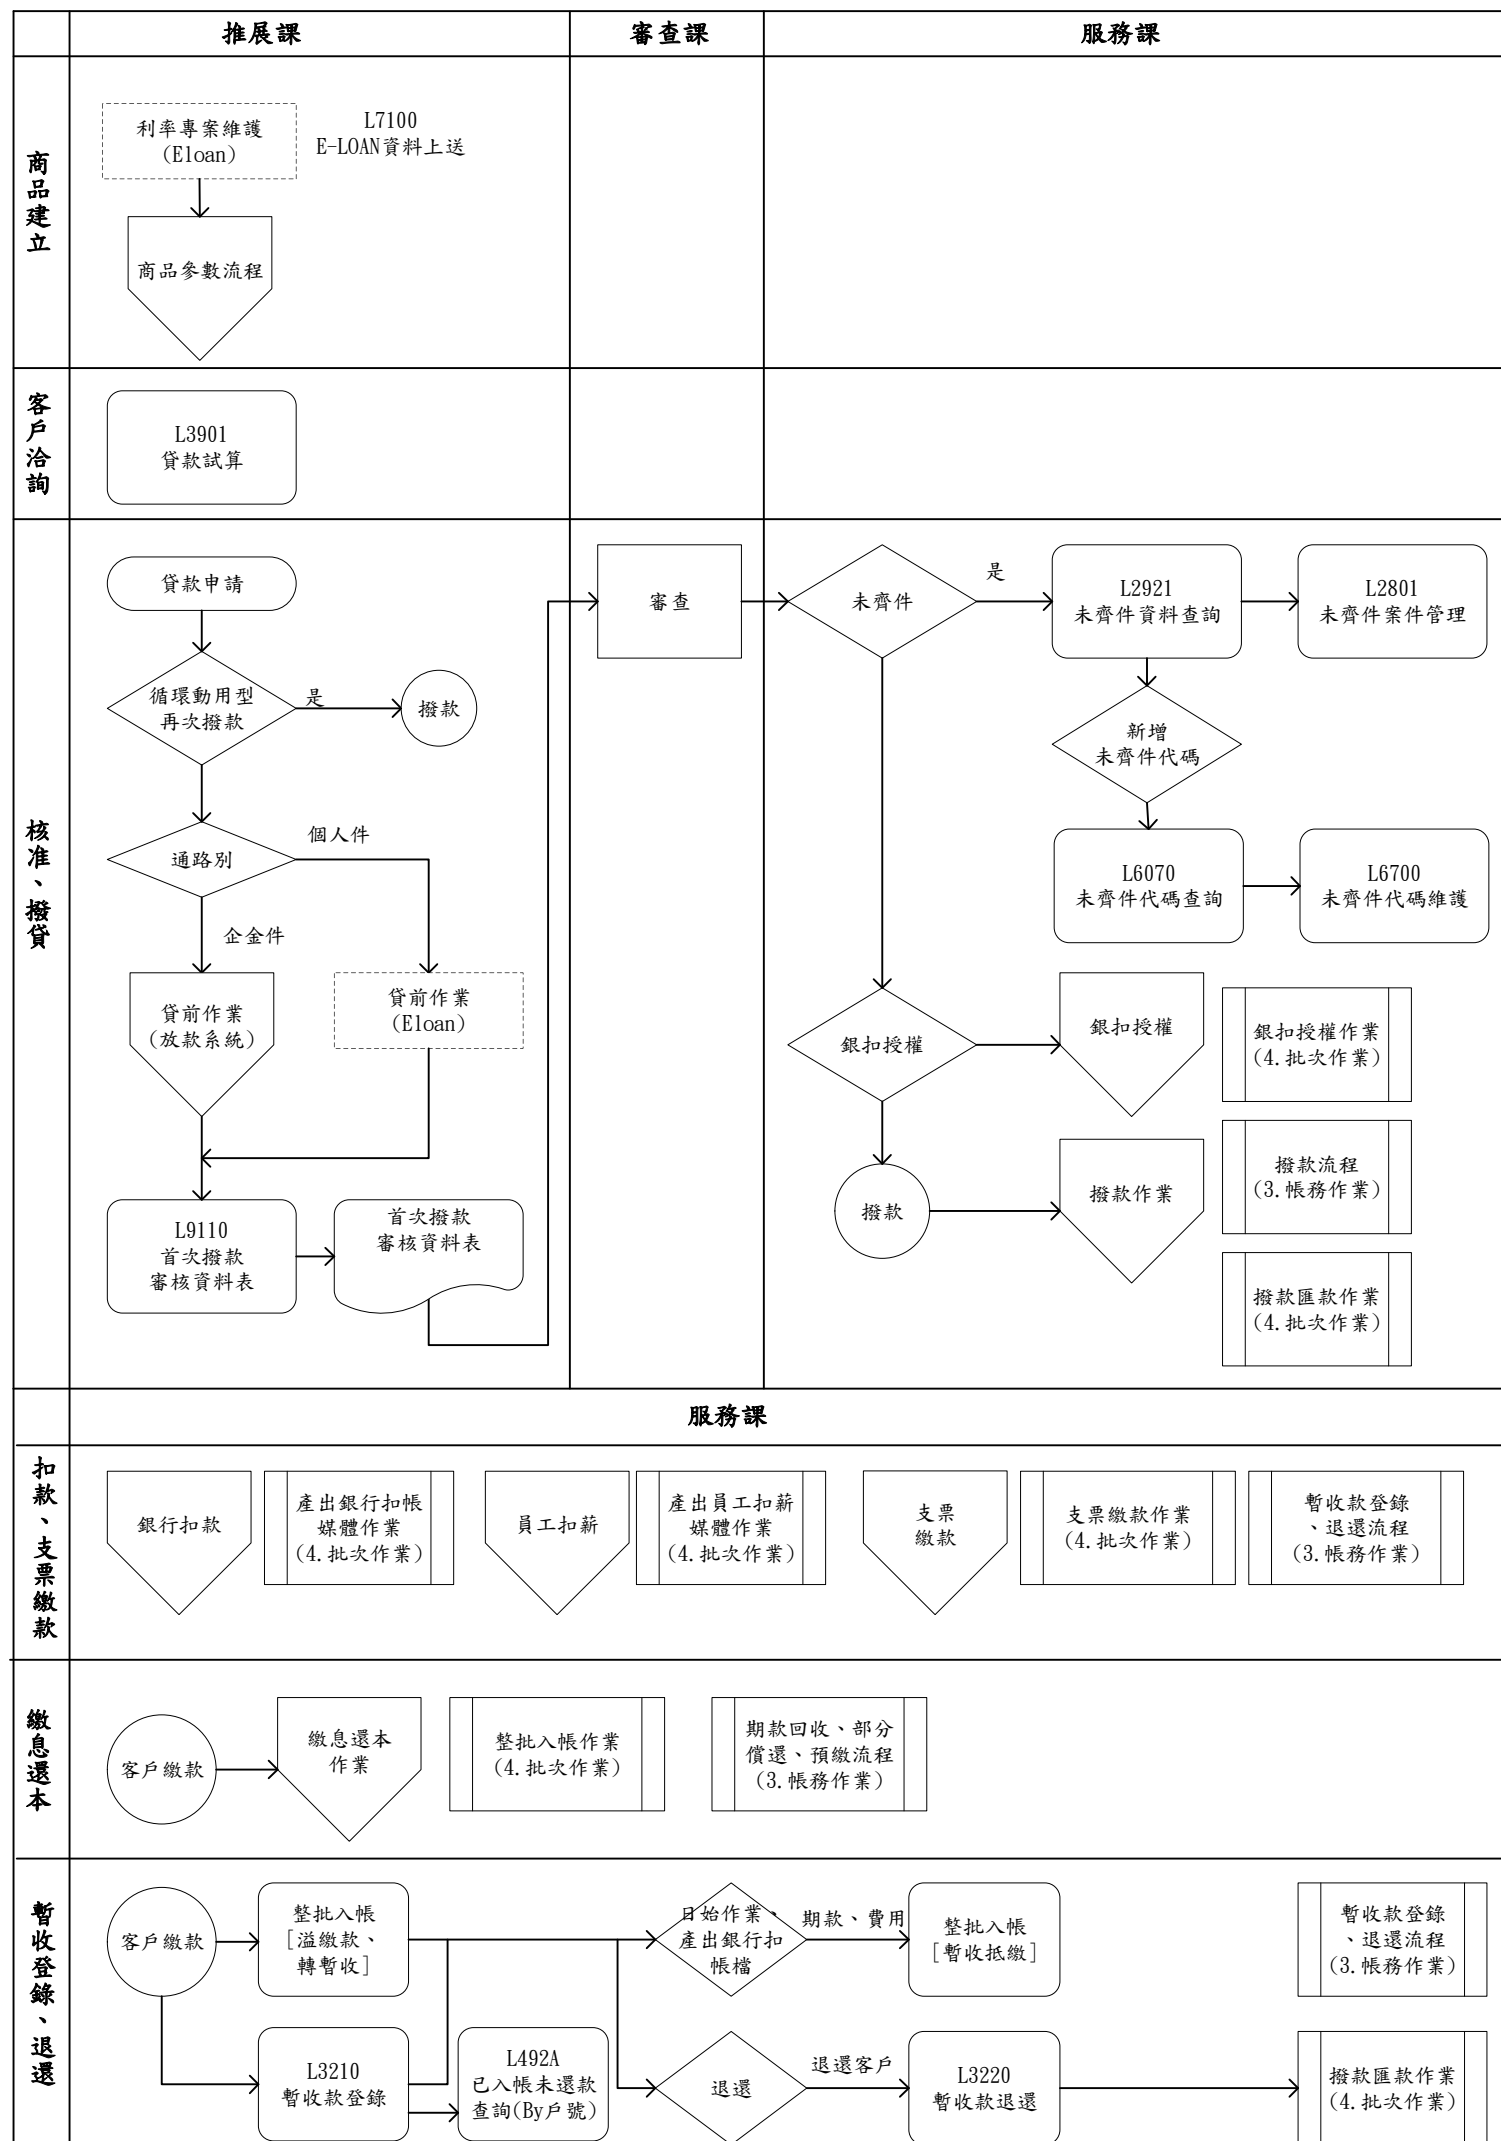 推展課
審查課
服務課
商品建立
利率專案維護
(Eloan)
L7100
E-LOAN資料上送
商品參數流程
客戶洽詢
L3901
貸款試算
核准、撥貸
貸款申請
循環動用型
再次撥款
是
撥款
通路別
個人件
企金件
貸前作業
(放款系統)
貸前作業
(Eloan)
L9110
首次撥款
審核資料表
首次撥款
審核資料表
審查
未齊件
是
L2921
未齊件資料查詢
L2801
未齊件案件管理
新增
未齊件代碼
L6070
未齊件代碼查詢
L6700
未齊件代碼維護
銀扣授權
銀扣授權
銀扣授權作業
(4.批次作業)
撥款
撥款作業
撥款流程
(3.帳務作業)
撥款匯款作業
(4.批次作業)
服務課
扣款、支票繳款
銀行扣款
產出銀行扣帳
媒體作業
(4.批次作業)
員工扣薪
產出員工扣薪
媒體作業
(4.批次作業)
支票
繳款
支票繳款作業
(4.批次作業)
暫收款登錄
、退還流程
(3.帳務作業)
繳息還本
客戶繳款
繳息還本
作業
整批入帳作業
(4.批次作業)
期款回收、部分
償還、預繳流程
(3.帳務作業)
暫收登錄、退還
客戶繳款
整批入帳
[溢繳款、
轉暫收]
日始作業、
產出銀行扣
帳檔
期款、費用
整批入帳
[暫收抵繳]
暫收款登錄
、退還流程
(3.帳務作業)
L3210
暫收款登錄
L492A
已入帳未還款
查詢(By戶號)
退還
退還客戶
L3220
暫收款退還
撥款匯款作業
(4.批次作業)